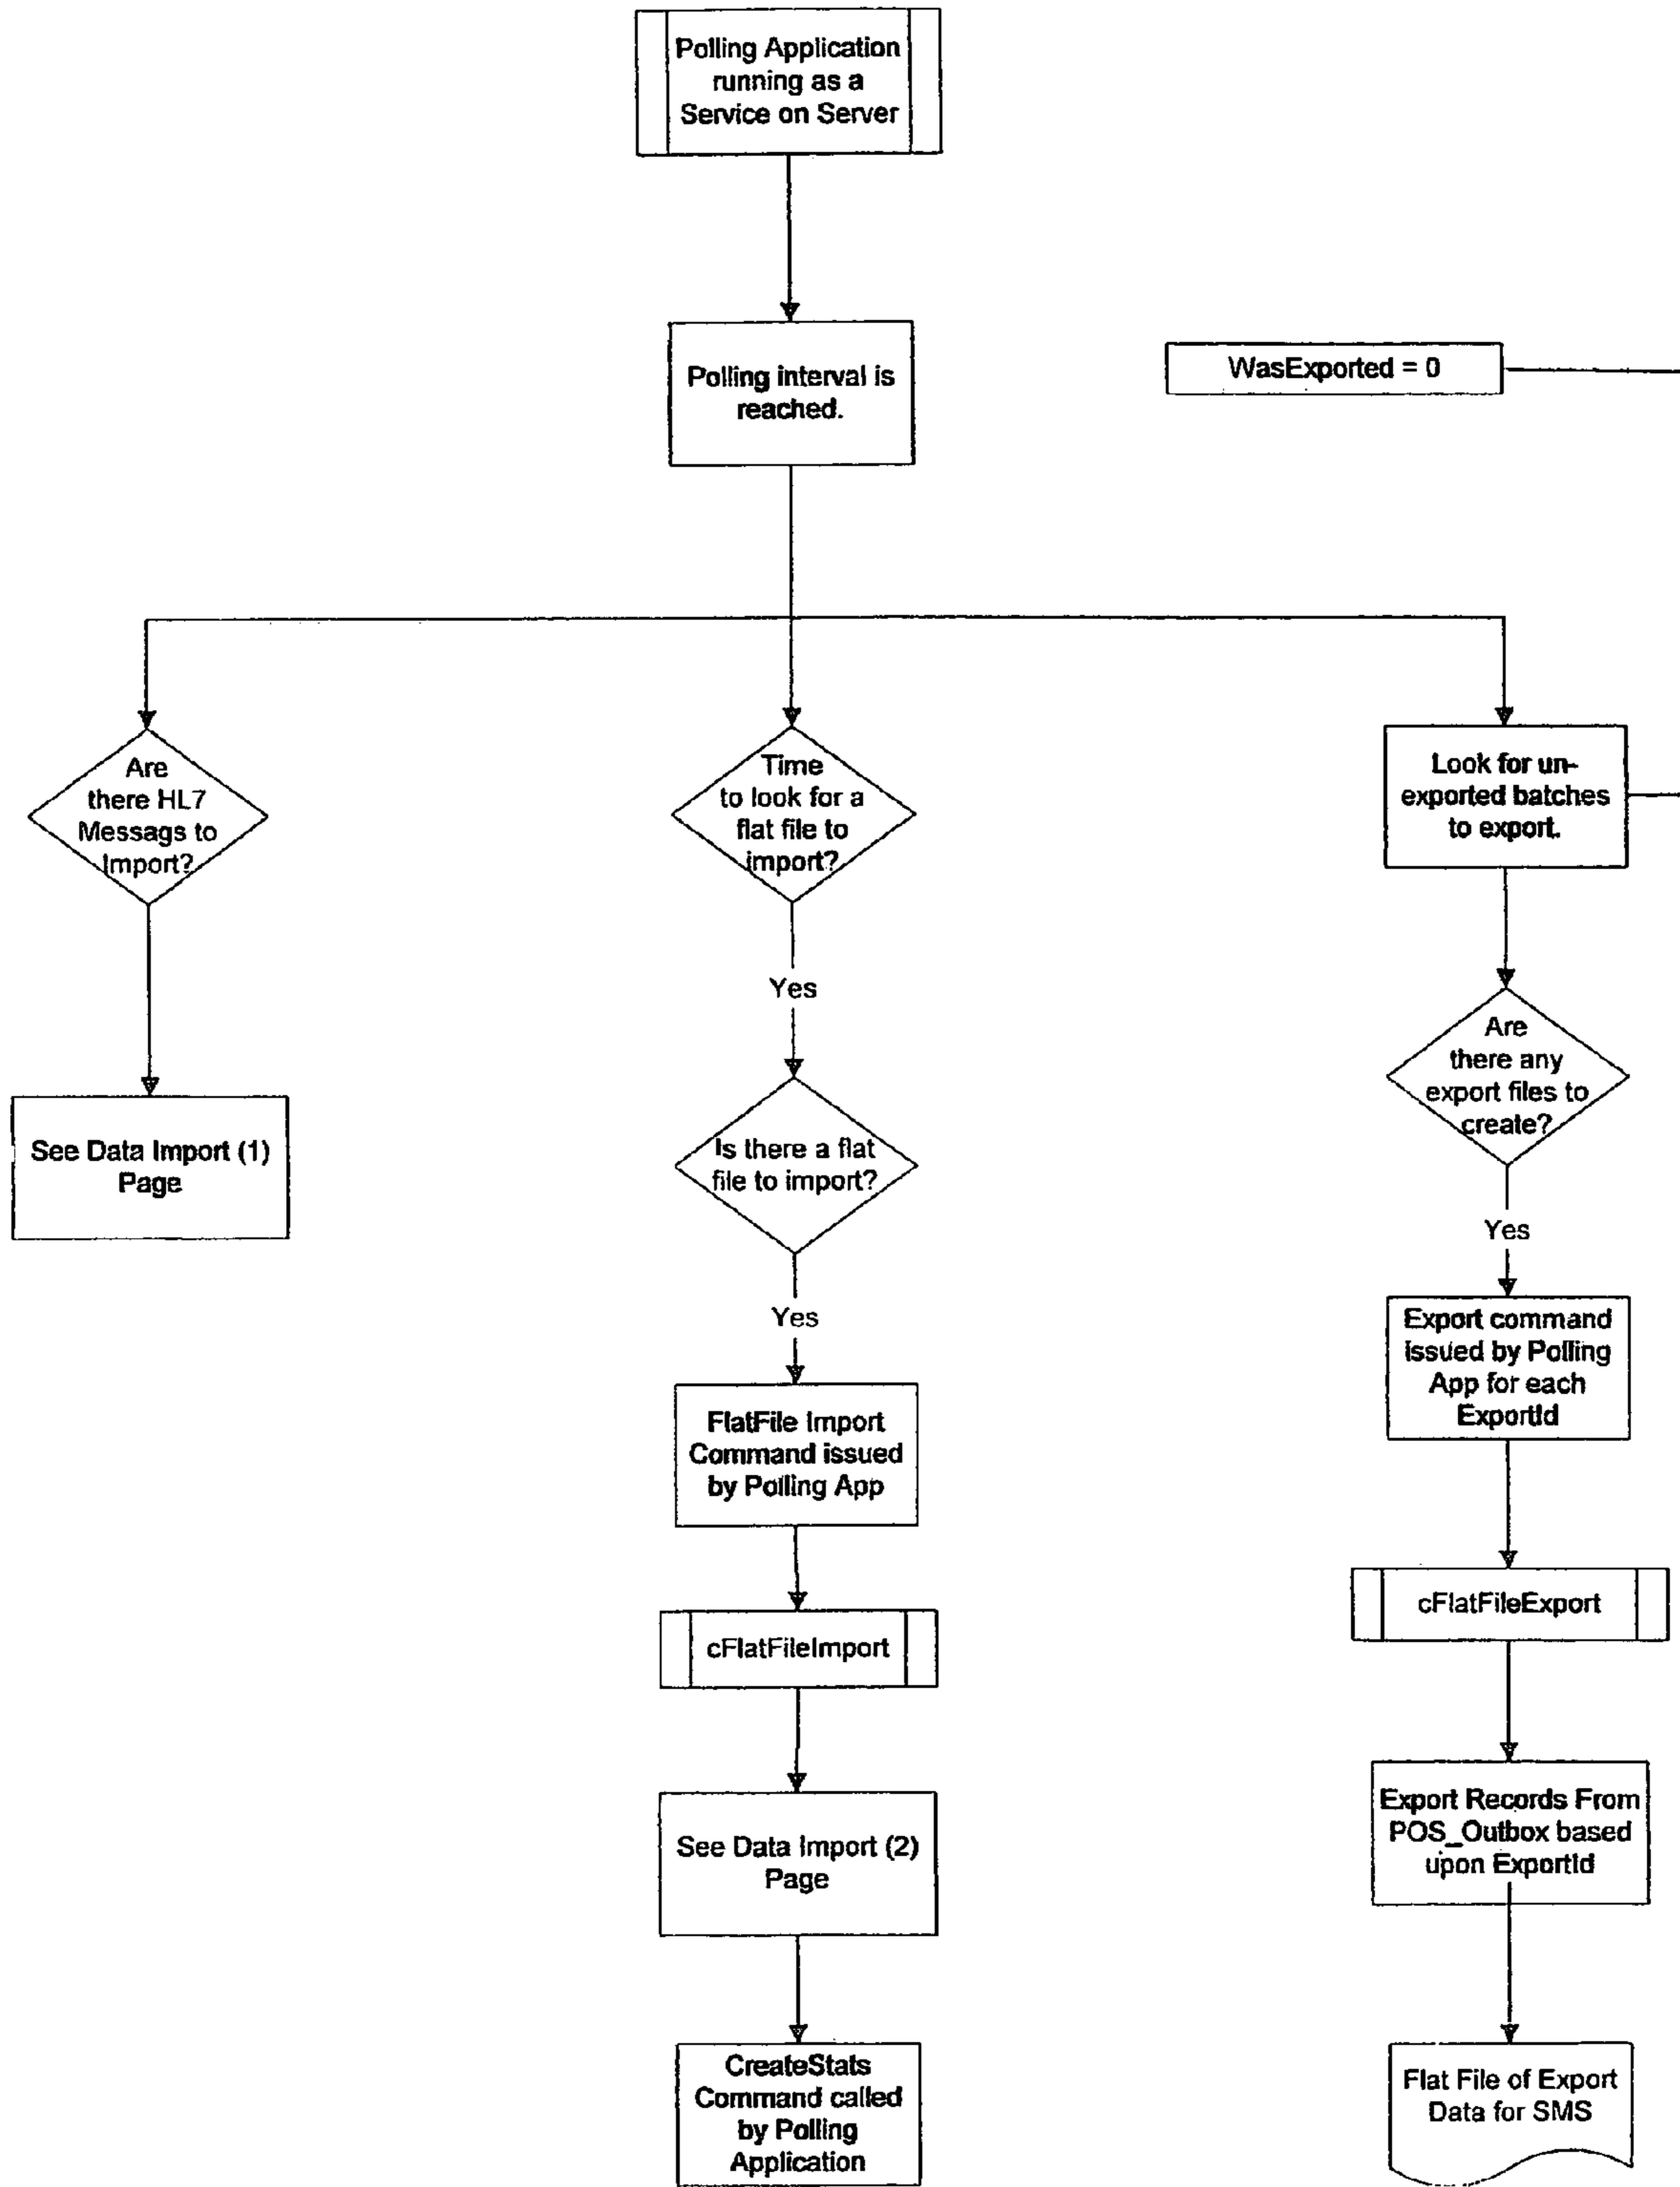 Polling Application
running as a
Service on Server
Polling interval is
reached.
WasExported = 0
Are
there HL7
Messags to
Import?
See Data Import (1)
Page
Time
to look for a
flat file to
import?
Yes
Is there a flat
file to import?
Yes
FlatFile Import
Command issued
by Polling App
cFlatFileImport
See Data Import (2)
Page
CreateStats
Command called
by Polling
Application
Look for un-
exported batches
to export.
Are
there any
export files to
create?
Yes
Export command
issued by Polling
App for each
ExportId
cFlatFileExport
Export Records From
POS_Outbox based
upon ExportId
Flat File of Export
Data for SMS